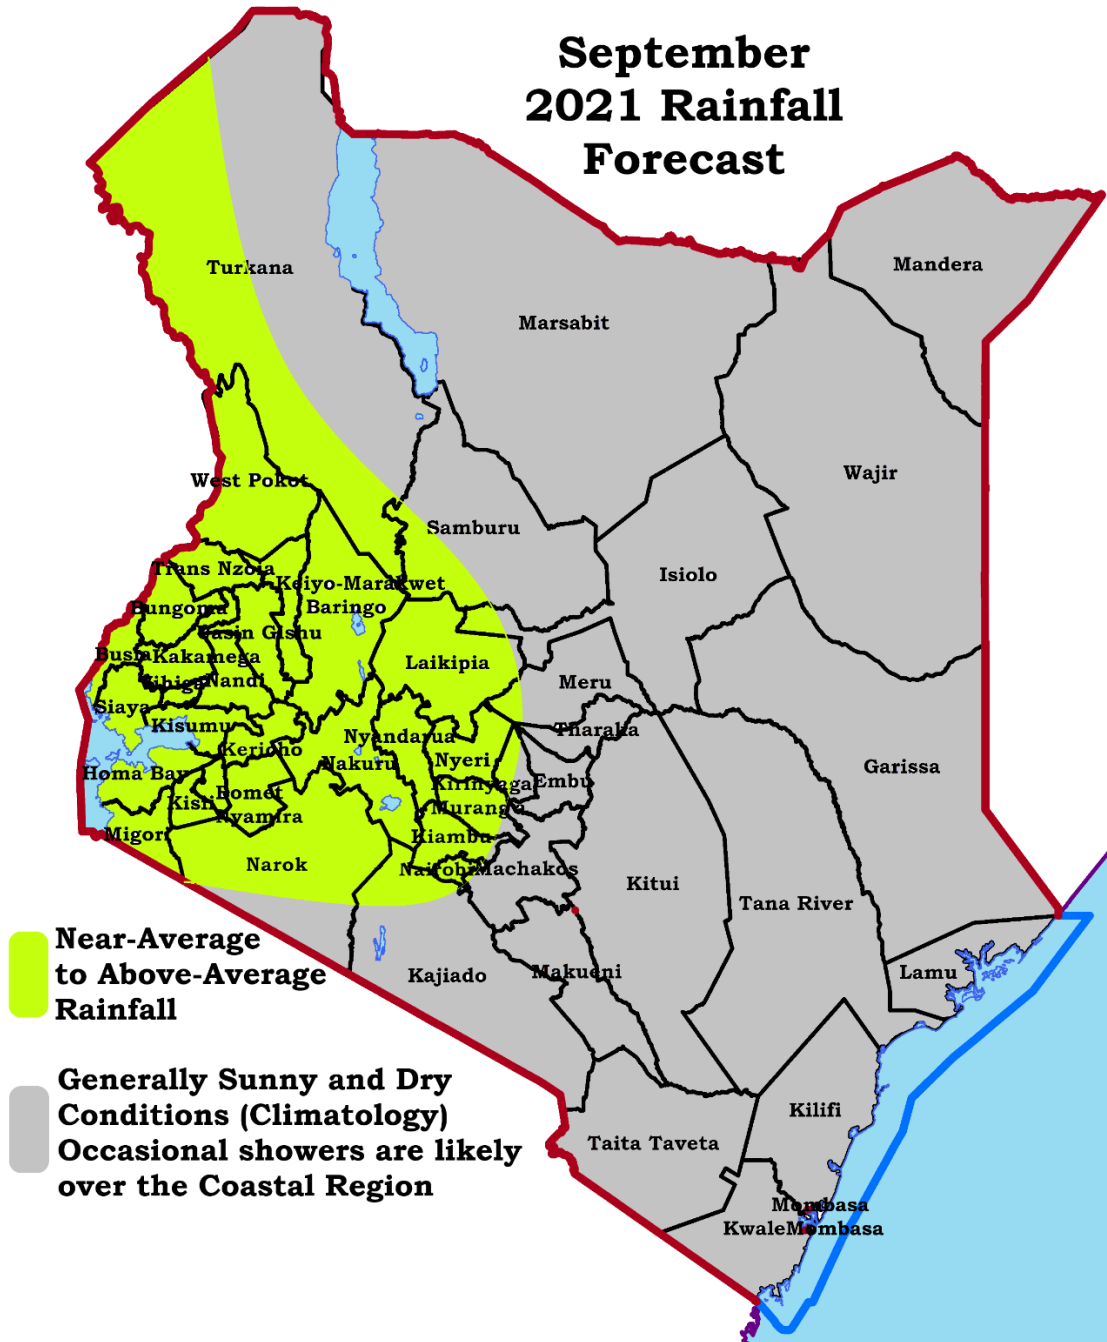 September
2021 Rainfall
Forecast
Mandera
Turkana
Marsabit
Wajir
West Pokot
Samburu
Trans Nzoia
Isiolo
Keiyo-Marakwet
Bungoma
Baringo
Uasin Gishu
Busia
Kakamega
Laikipia
Vihiga
Nandi
Meru
Siaya
Kisumu
Tharaka
Nyandarua
Kericho
Nyeri
Nakuru
Garissa
Homa Bay
Embu
Kirinyaga
Bomet
Kisii
Muranga
Nyamira
Migori
Kiambu
Narok
Nairobi
Machakos
Kitui
Tana River
Near-Average
to Above-Average
Rainfall
Kajiado
Makueni
Lamu
Generally Sunny and Dry
Conditions (Climatology)
Occasional showers are likely
over the Coastal Region
Kilifi
Taita Taveta
Mombasa
Kwale
Mombasa